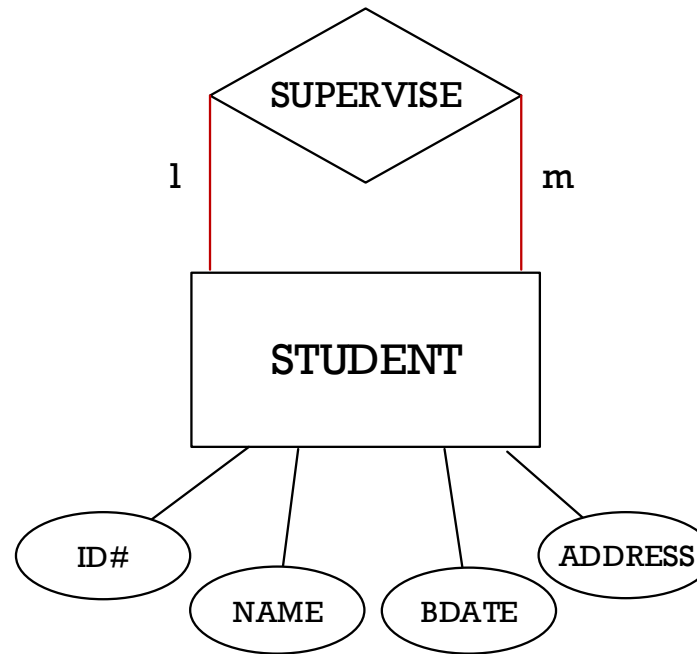 SUPERVISE
1 m
STUDENT
ID#
ADDRESS
NAME
BDATE